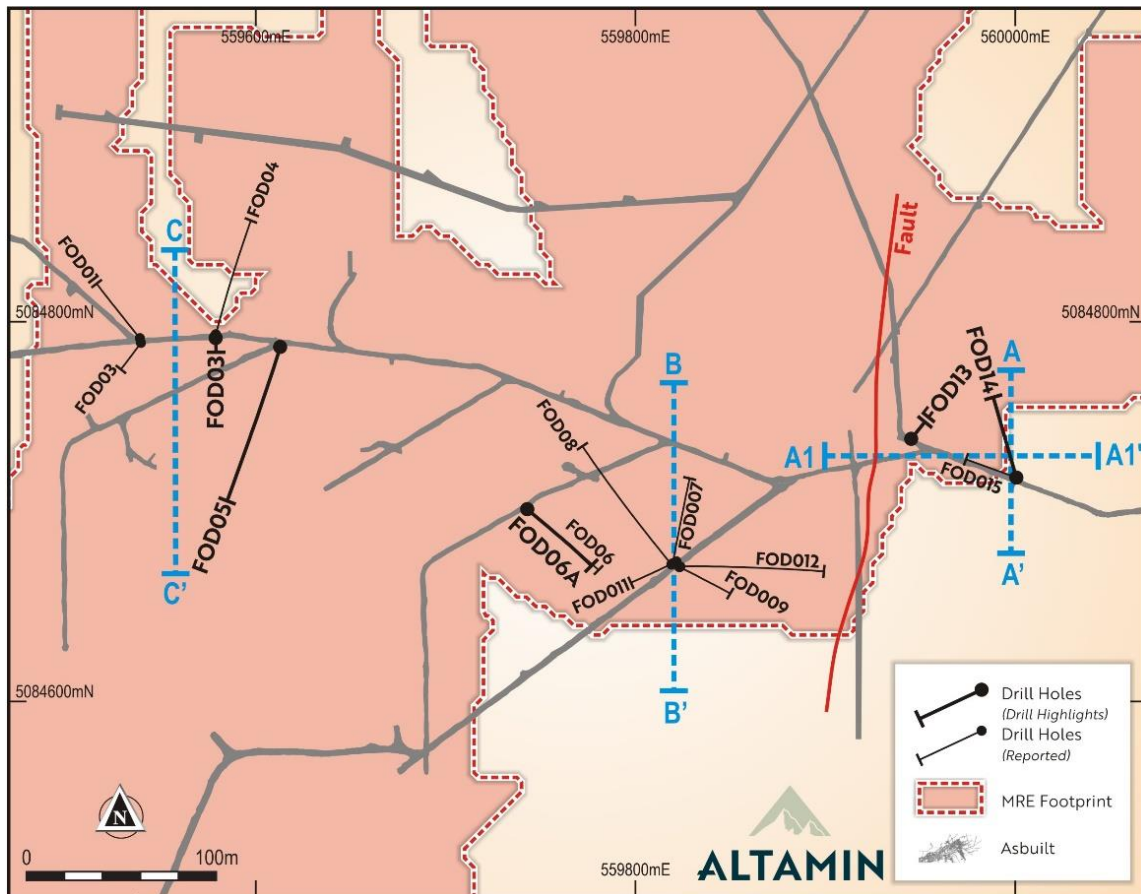 559600mE
559800mE
560000mE
FOD04
C
Fault
FOD011
5084800mN
5084800mN
FOD03
FOD03
B
A
FOD14
FOD13
FOD08
A1
A1'
FOD015
FOD007
FOD05
FOD06
FOD06A
FOD012
FOD011
FOD009
C'
A'
5084600mN
B'
Drill Holes
(Drill Highlights)
Drill Holes
(Reported)
MRE Footprint
Asbuilt
N
0
100m
559800mE
ALTAMIN